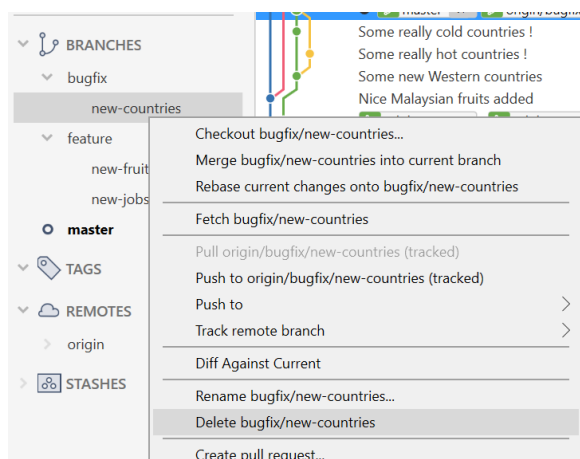 master
origin/bugfix
BRANCHES
Some really cold countries !
Some really hot countries !
bugfix
Some new Western countries
new-countries
Nice Malaysian fruits added
feature
Checkout bugfix/new-countries...
new-fruit
Merge bugfix/new-countries into current branch
new-jobs
Rebase current changes onto bugfix/new-countries
master
Fetch bugfix/new-countries
Pull origin/bugfix/new-countries (tracked)
TAGS
Push to origin/bugfix/new-countries (tracked)
REMOTES
Push to
origin
Track remote branch
Diff Against Current
STASHES
Rename bugfix/new-countries...
Delete bugfix/new-countries
Create pull request...